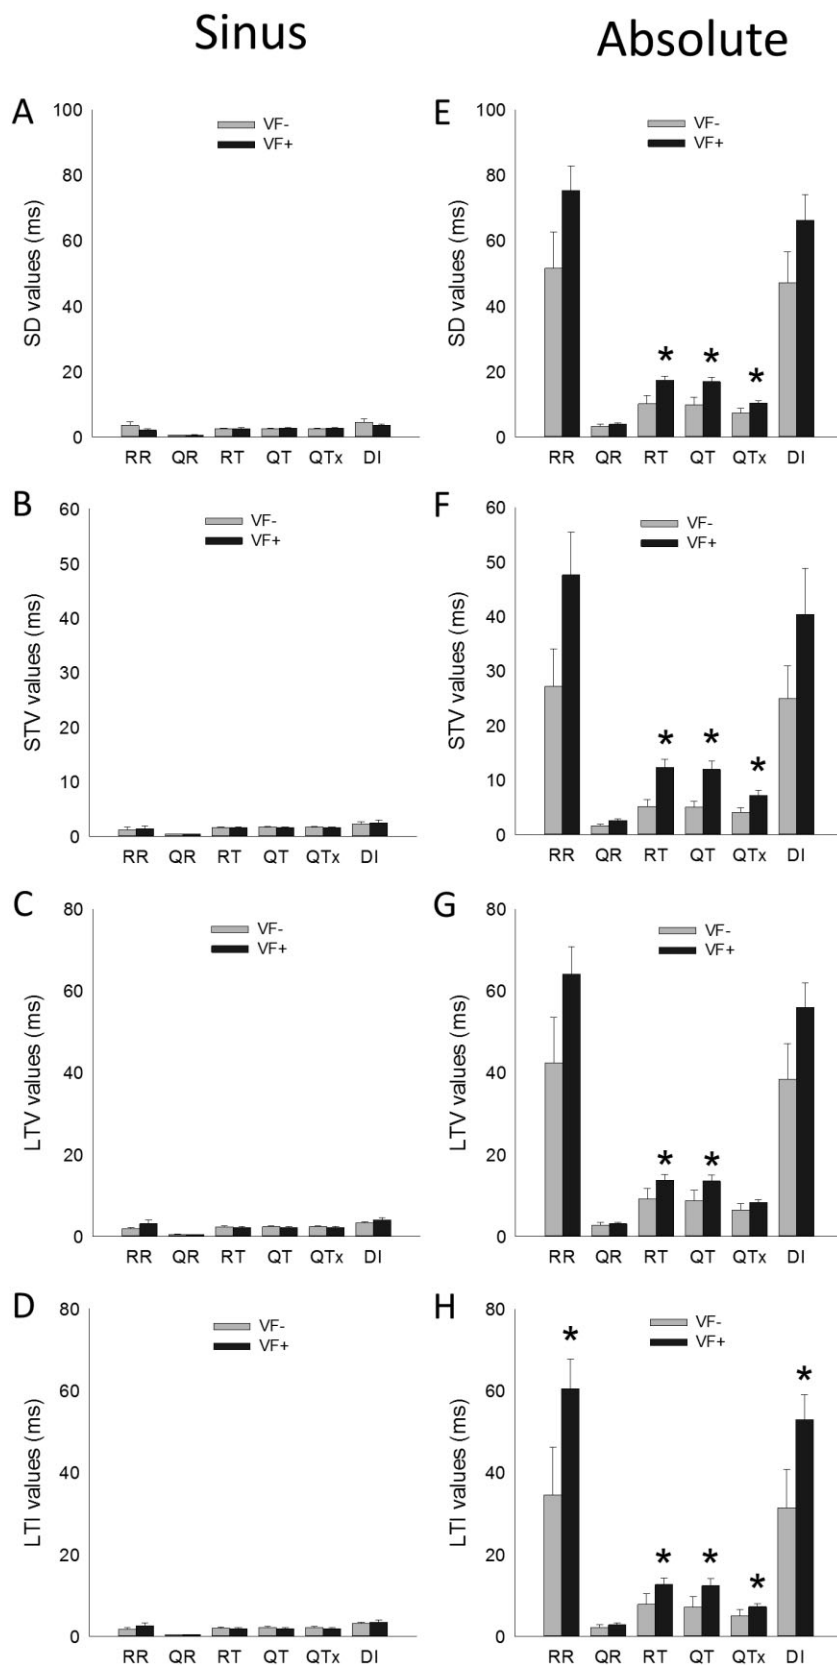 Sinus
Absolute
A
SD values (ms)
100
80
60
40
20
0
VF-
VF+
RR QR RT QT QTx DI
E
SD values (ms)
100
80
60
40
20
0
VF-
VF+
* * *
RR QR RT QT QTx DI
B
STV values (ms)
60
50
40
30
20
10
0
VF-
VF+
RR QR RT QT QTx DI
F
STV values (ms)
60
50
40
30
20
10
0
VF-
VF+
* * *
RR QR RT QT QTx DI
C
LTV values (ms)
80
60
40
20
0
VF-
VF+
RR QR RT QT QTx DI
G
LTV values (ms)
80
60
40
20
0
VF-
VF+
* *
RR QR RT QT QTx DI
D
LTI values (ms)
80
60
40
20
0
VF-
VF+
RR QR RT QT QTx DI
H
LTI values (ms)
80
60
40
20
0
VF-
VF+
* * * * *
RR QR RT QT QTx DI